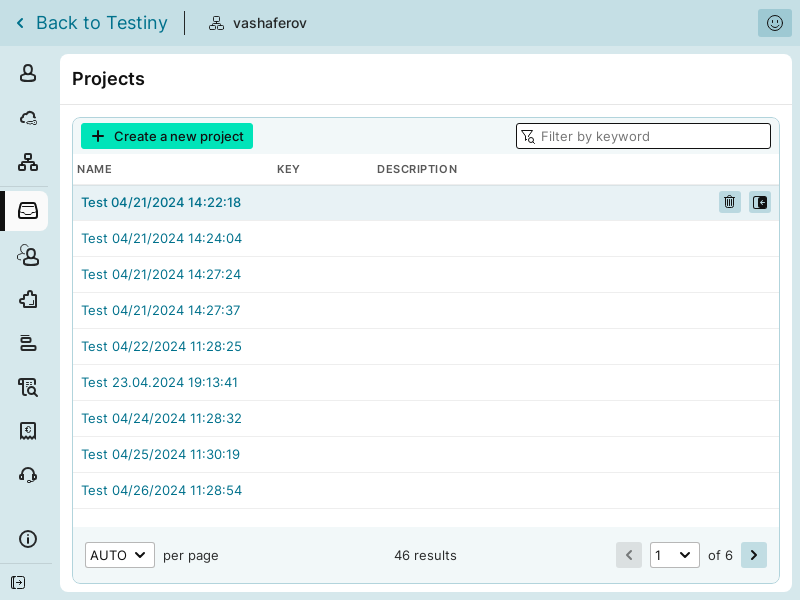 Back to Testiny
vashaferov
Projects
Create a new project
Filter by keyword
NAME KEY DESCRIPTION
Test 04/21/2024 14:22:18
Test 04/21/2024 14:24:04
Test 04/21/2024 14:27:24
Test 04/21/2024 14:27:37
Test 04/22/2024 11:28:25
Test 23.04.2024 19:13:41
Test 04/24/2024 11:28:32
Test 04/25/2024 11:30:19
Test 04/26/2024 11:28:54
AUTO per page 46 results 1 of 6